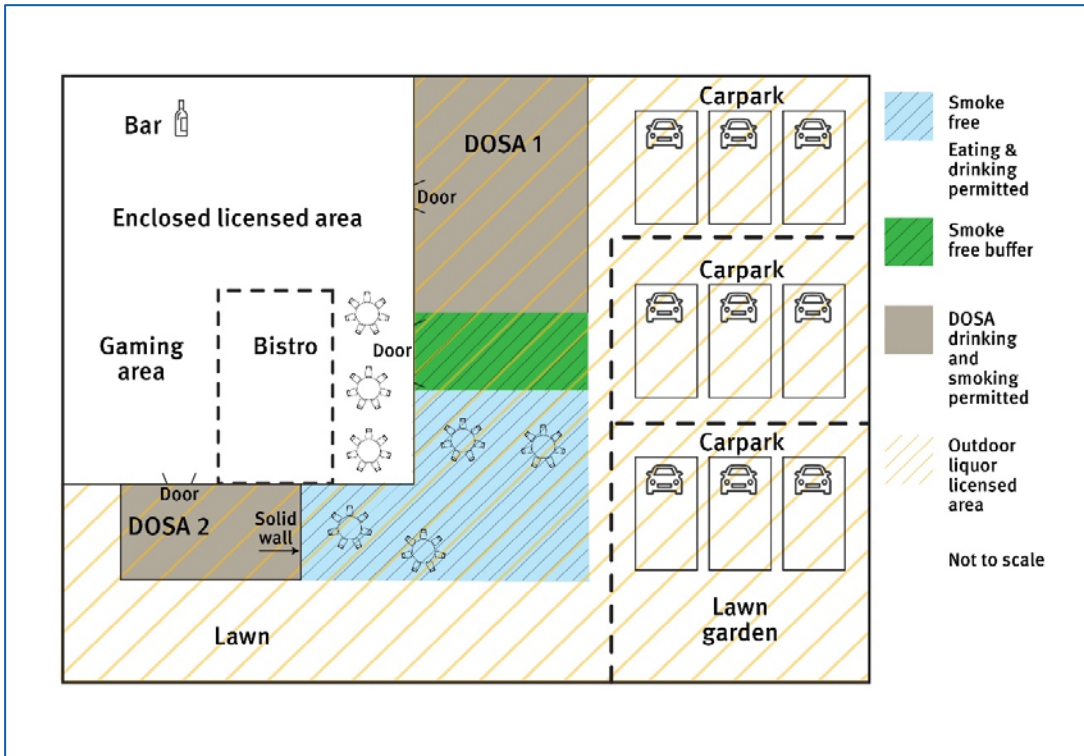 Bar
DOSA 1
Door
Enclosed licensed area
Gaming
area
Bistro
Door
Door
DOSA 2
Solid
wall
Lawn
Carpark
Carpark
Carpark
Lawn
garden
Smoke
free
Eating &
drinking
permitted
Smoke
free buffer
DOSA
drinking
and
smoking
permitted
Outdoor
liquor
licensed
area
Not to scale